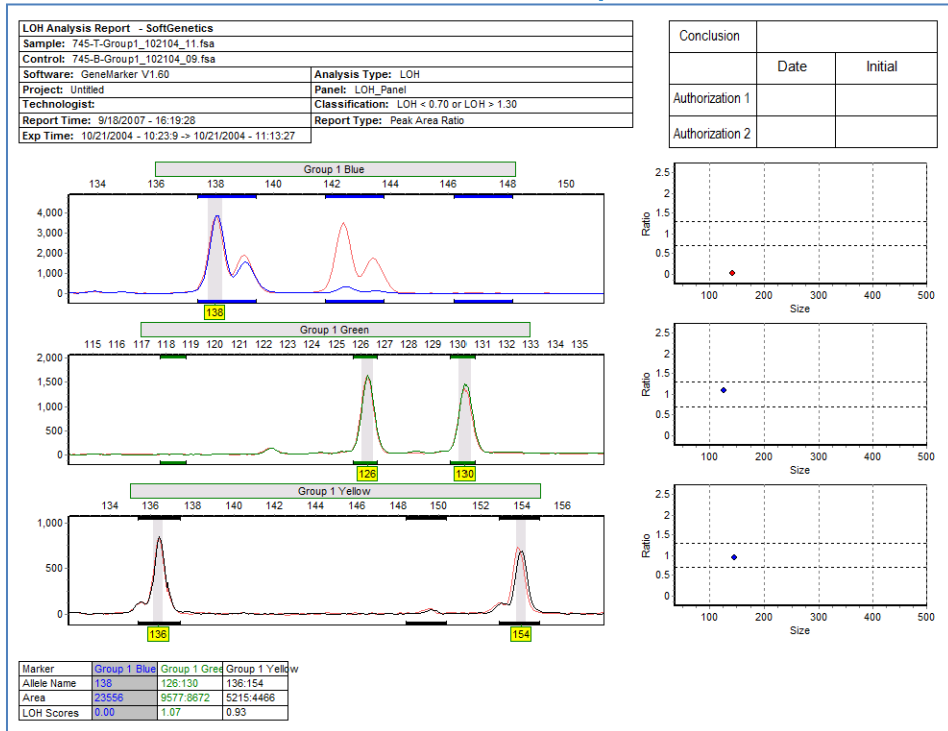 LOH Analysis Report - SoftGenetics
Sample: 745-T-Group1_102104_11.fsa
Control: 745-B-Group1_102104_09.fsa
Software: GeneMarker V1.60 Analysis Type: LOH
Project: Untitled Panel: LOH_Panel
Technologist: Classification: LOH < 0.70 or LOH > 1.30
Report Time: 9/18/2007 - 16:19:28 Report Type: Peak Area Ratio
Exp Time: 10/21/2004 - 10:23:9 -> 10/21/2004 - 11:13:27
Conclusion
Date Initial
Authorization 1
Authorization 2
Group 1 Blue
134 136 138 140 142 144 146 148 150
4,000
3,000
2,000
1,000
0
138
2.5
2
1.5
1
0.5
0
Ratio
100 200 300 400 500
Size
Group 1 Green
115 116 117 118 119 120 121 122 123 124 125 126 127 128 129 130 131 132 133 134 135
2,000
1,500
1,000
500
0
126 130
2.5
2
1.5
1
0.5
0
Ratio
100 200 300 400 500
Size
Group 1 Yellow
134 136 138 140 142 144 146 148 150 152 154 156
1,000
500
0
136 154
2.5
2
1.5
1
0.5
0
Ratio
100 200 300 400 500
Size
Marker Group 1 Blue Group 1 Gree Group 1 Yellow
Allele Name 138 126:130 136:154
Area 23556 9577:8672 5215:4466
LOH Scores 0.00 1.07 0.93